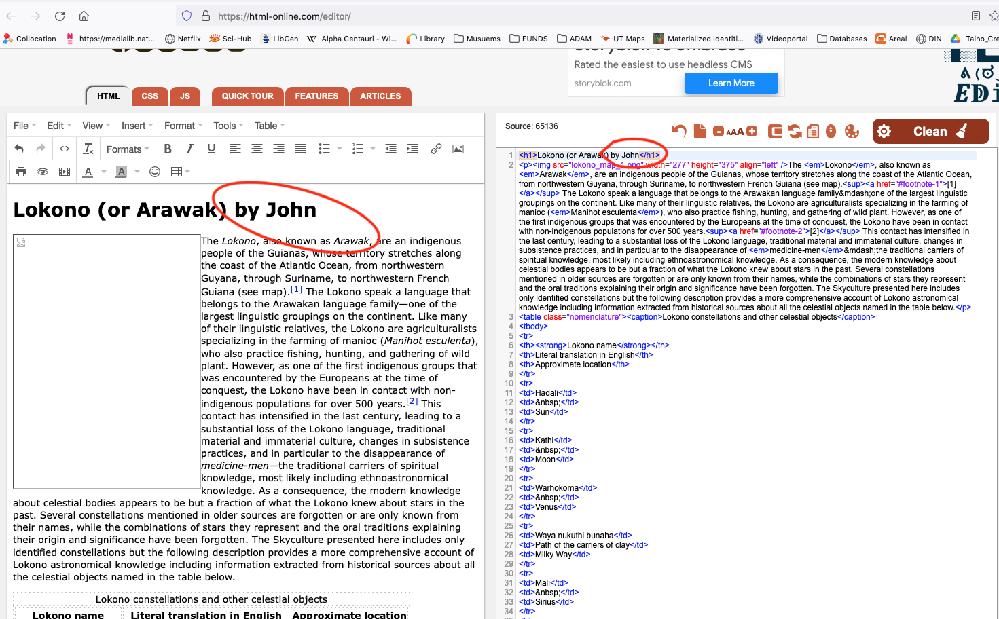 https://html-online.com/editor/
Collocation https://medialib.nat... Netflix Sci-Hub LibGen Alpha Centauri - Wi... Library Musuems FUNDS ADAM UT Maps Materialized Identiti... Videoportal Databases Areal DIN Taino_Cre
Rated the easiest to use headless CMS
storyblok.com Learn More
HTML CSS JS QUICK TOUR FEATURES ARTICLES
File Edit View Insert Format Tools Table
Formats B I U
A A
Lokono (or Arawak) by John
The Lokono, also known as Arawak, are an indigenous
people of the Guianas, whose territory stretches along
the coast of the Atlantic Ocean, from northwestern
Guyana, through Suriname, to northwestern French
Guiana (see map).[1] The Lokono speak a language that
belongs to the Arawakan language family—one of the
largest linguistic groupings on the continent. Like many
of their linguistic relatives, the Lokono are agriculturalists
specializing in the farming of manioc (Manihot esculenta),
who also practice fishing, hunting, and gathering of wild
plant. However, as one of the first indigenous groups that
was encountered by the Europeans at the time of
conquest, the Lokono have been in contact with non-
indigenous populations for over 500 years.[2] This
contact has intensified in the last century, leading to a
substantial loss of the Lokono language, traditional
material and immaterial culture, changes in subsistence
practices, and in particular to the disappearance of
medicine-men—the traditional carriers of spiritual
knowledge, most likely including ethnoastronomical
knowledge. As a consequence, the modern knowledge
about celestial bodies appears to be but a fraction of what the Lokono knew about stars in the
past. Several constellations mentioned in older sources are forgotten or are only known from
their names, while the combinations of stars they represent and the oral traditions explaining
their origin and significance have been forgotten. The Skyculture presented here includes only
identified constellations but the following description provides a more comprehensive account of
Lokono astronomical knowledge including information extracted from historical sources about all
the celestial objects named in the table below.
Lokono constellations and other celestial objects
Lokono name Literal translation in English Approximate location
Source: 65136 AAA Clean
1 <h1>Lokono (or Arawak) by John</h1>
2 <p><img src="lokono_map_1.png" width="277" height="375" align="left" />The <em>Lokono</em>, also known as
<em>Arawak</em>, are an indigenous people of the Guianas, whose territory stretches along the coast of the Atlantic Ocean,
from northwestern Guyana, through Suriname, to northwestern French Guiana (see map).<sup><a href="#footnote-1">[1]
</a></sup> The Lokono speak a language that belongs to the Arawakan language family&mdash;one of the largest linguistic
groupings on the continent. Like many of their linguistic relatives, the Lokono are agriculturalists specializing in the farming of
manioc (<em>Manihot esculenta</em>), who also practice fishing, hunting, and gathering of wild plant. However, as one of
the first indigenous groups that was encountered by the Europeans at the time of conquest, the Lokono have been in contact
with non-indigenous populations for over 500 years.<sup><a href="#footnote-2">[2]</a></sup> This contact has intensified in
the last century, leading to a substantial loss of the Lokono language, traditional material and immaterial culture, changes in
subsistence practices, and in particular to the disappearance of <em>medicine-men</em>&mdash;the traditional carriers of
spiritual knowledge, most likely including ethnoastronomical knowledge. As a consequence, the modern knowledge about
celestial bodies appears to be but a fraction of what the Lokono knew about stars in the past. Several constellations
mentioned in older sources are forgotten or are only known from their names, while the combinations of stars they represent
and the oral traditions explaining their origin and significance have been forgotten. The Skyculture presented here includes
only identified constellations but the following description provides a more comprehensive account of Lokono astronomical
knowledge including information extracted from historical sources about all the celestial objects named in the table below.</p>
3 <table class="nomenclature"><caption>Lokono constellations and other celestial objects</caption>
4 <tbody>
5 <tr>
6 <th><strong>Lokono name</strong></th>
7 <th>Literal translation in English</th>
8 <th>Approximate location</th>
9 </tr>
10 <tr>
11 <td>Hadali</td>
12 <td>&nbsp;</td>
13 <td>Sun</td>
14 </tr>
15 <tr>
16 <td>Kathi</td>
17 <td>&nbsp;</td>
18 <td>Moon</td>
19 </tr>
20 <tr>
21 <td>Warhokoma</td>
22 <td>&nbsp;</td>
23 <td>Venus</td>
24 </tr>
25 <tr>
26 <td>Waya nukuthi bunaha</td>
27 <td>Path of the carriers of clay</td>
28 <td>Milky Way</td>
29 </tr>
30 <tr>
31 <td>Mali</td>
32 <td>&nbsp;</td>
33 <td>Sirius</td>
34 </tr>